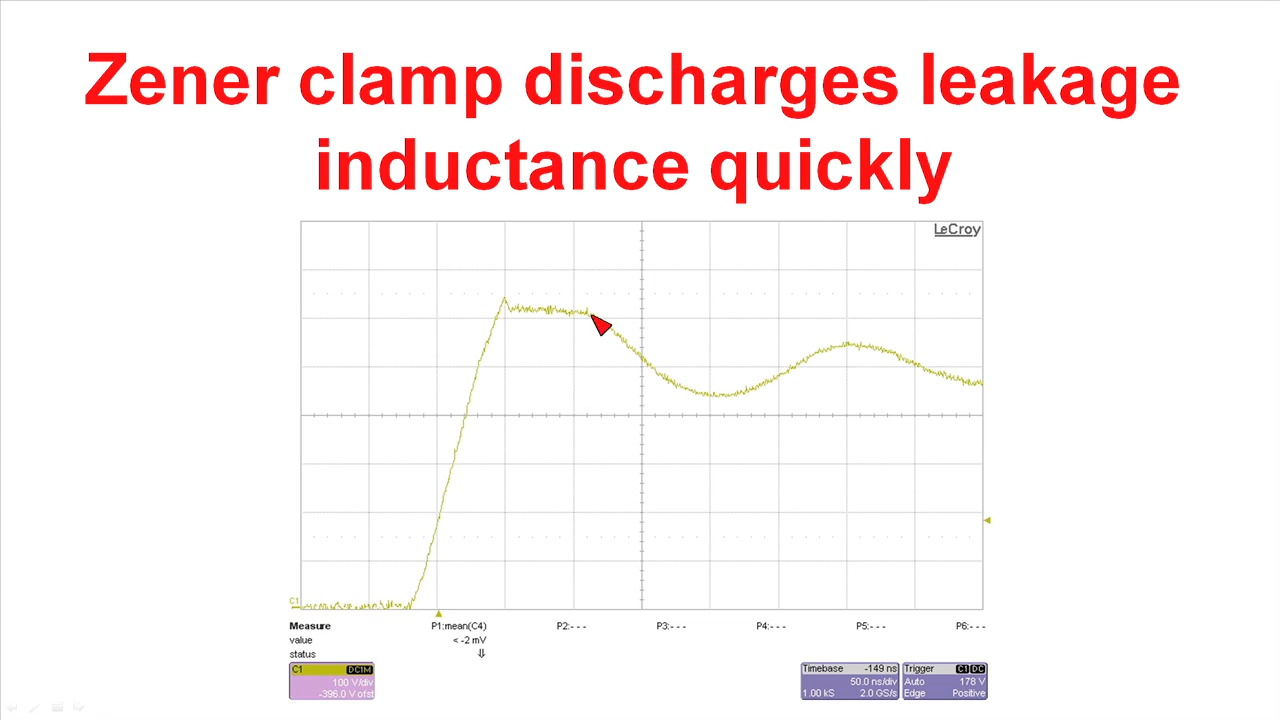 Zener clamp discharges leakage
inductance quickly
LeCroy
C1
Measure P1:mean(C4) P2:--- P3:--- P4:--- P5:--- P6:---
value < -2 mV
status
C1 DC1M
100 V/div
-396.0 V ofst
Timebase -149 ns
50.0 ns/div
1.00 kS 2.0 GS/s
Trigger C1 DC
Auto 178 V
Edge Positive